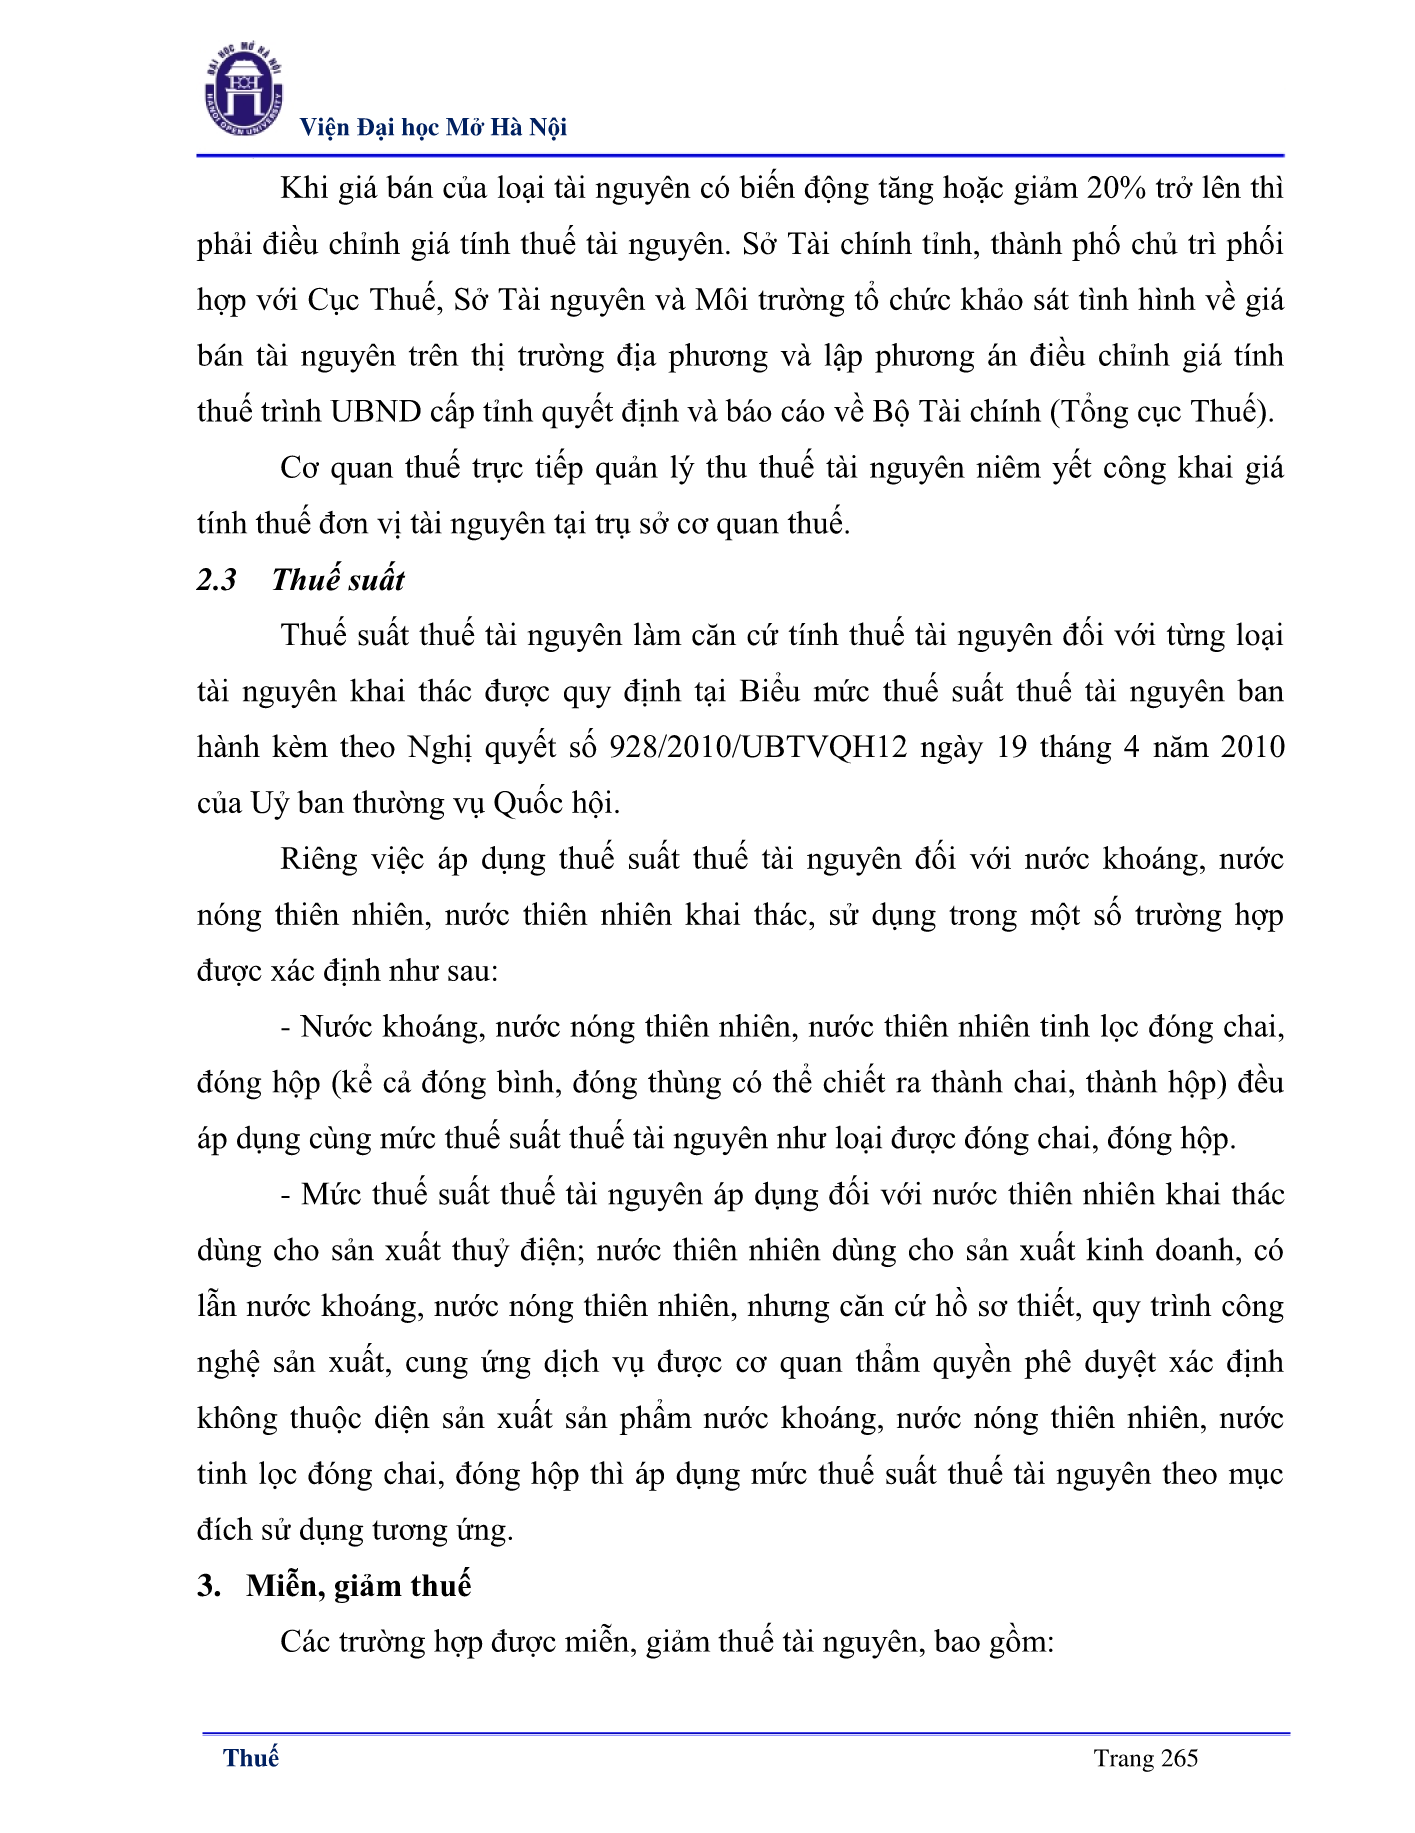 ĐẠI HỌC MỞ HÀ NỘI
HANOI OPEN UNIVERSITY
Viện Đại học Mở Hà Nội
Khi giá bán của loại tài nguyên có biến động tăng hoặc giảm 20% trở lên thì
phải điều chỉnh giá tính thuế tài nguyên. Sở Tài chính tỉnh, thành phố chủ trì phối
hợp với Cục Thuế, Sở Tài nguyên và Môi trường tổ chức khảo sát tình hình về giá
bán tài nguyên trên thị trường địa phương và lập phương án điều chỉnh giá tính
thuế trình UBND cấp tỉnh quyết định và báo cáo về Bộ Tài chính (Tổng cục Thuế).
Cơ quan thuế trực tiếp quản lý thu thuế tài nguyên niêm yết công khai giá
tính thuế đơn vị tài nguyên tại trụ sở cơ quan thuế.
2.3 Thuế suất
Thuế suất thuế tài nguyên làm căn cứ tính thuế tài nguyên đối với từng loại
tài nguyên khai thác được quy định tại Biểu mức thuế suất thuế tài nguyên ban
hành kèm theo Nghị quyết số 928/2010/UBTVQH12 ngày 19 tháng 4 năm 2010
của Uỷ ban thường vụ Quốc hội.
Riêng việc áp dụng thuế suất thuế tài nguyên đối với nước khoáng, nước
nóng thiên nhiên, nước thiên nhiên khai thác, sử dụng trong một số trường hợp
được xác định như sau:
- Nước khoáng, nước nóng thiên nhiên, nước thiên nhiên tinh lọc đóng chai,
đóng hộp (kể cả đóng bình, đóng thùng có thể chiết ra thành chai, thành hộp) đều
áp dụng cùng mức thuế suất thuế tài nguyên như loại được đóng chai, đóng hộp.
- Mức thuế suất thuế tài nguyên áp dụng đối với nước thiên nhiên khai thác
dùng cho sản xuất thuỷ điện; nước thiên nhiên dùng cho sản xuất kinh doanh, có
lẫn nước khoáng, nước nóng thiên nhiên, nhưng căn cứ hồ sơ thiết, quy trình công
nghệ sản xuất, cung ứng dịch vụ được cơ quan thẩm quyền phê duyệt xác định
không thuộc diện sản xuất sản phẩm nước khoáng, nước nóng thiên nhiên, nước
tinh lọc đóng chai, đóng hộp thì áp dụng mức thuế suất thuế tài nguyên theo mục
đích sử dụng tương ứng.
3. Miễn, giảm thuế
Các trường hợp được miễn, giảm thuế tài nguyên, bao gồm:
Thuế
Trang 265